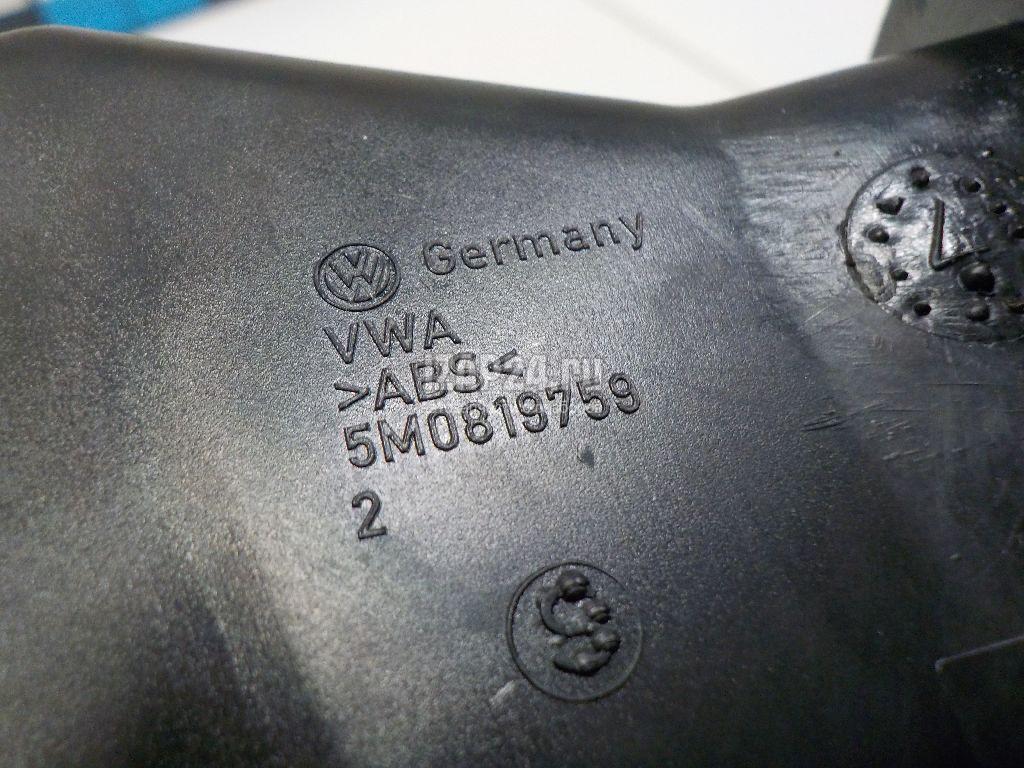 Germany
VWA
>ABS<
5M0819759
2